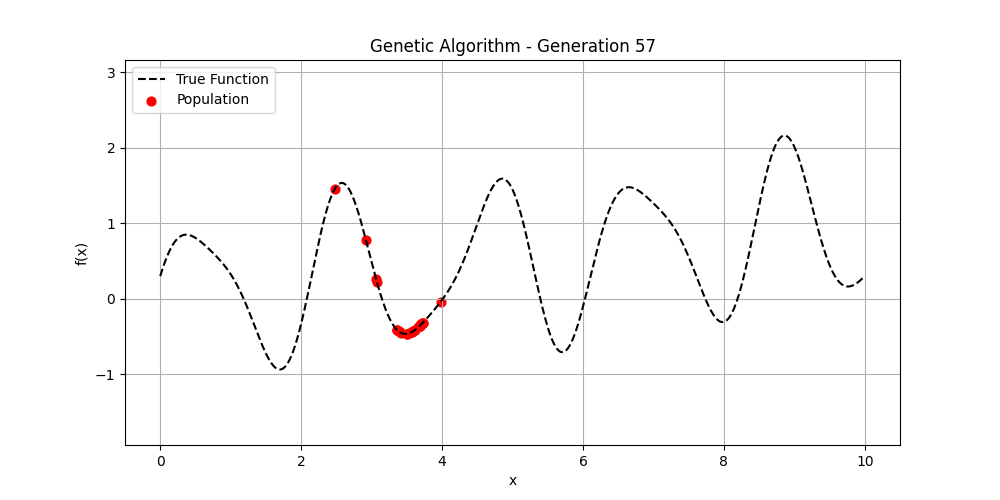 Genetic Algorithm - Generation 57
True Function
Population
3
2
1
0
−1
f(x)
0 2 4 6 8 10
x